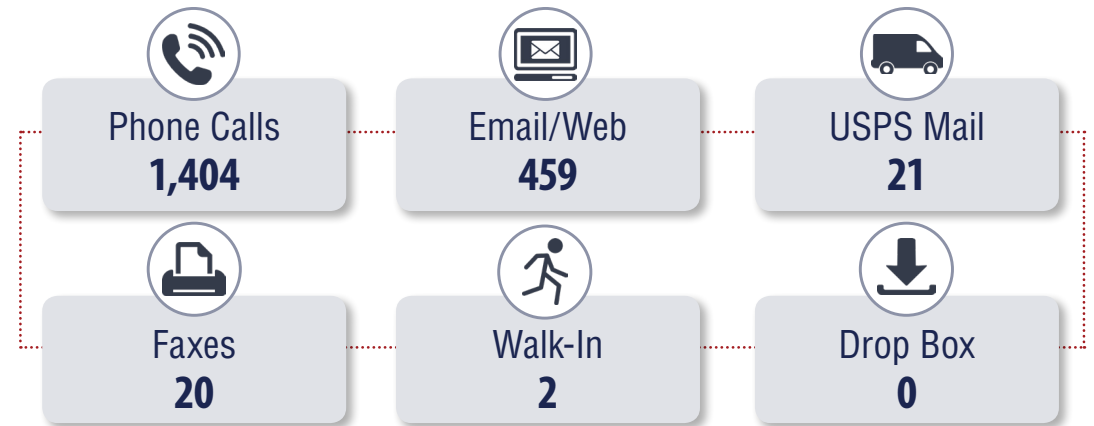 Phone Calls
1,404
Email/Web
459
USPS Mail
21
Faxes
20
Walk-In
2
Drop Box
0